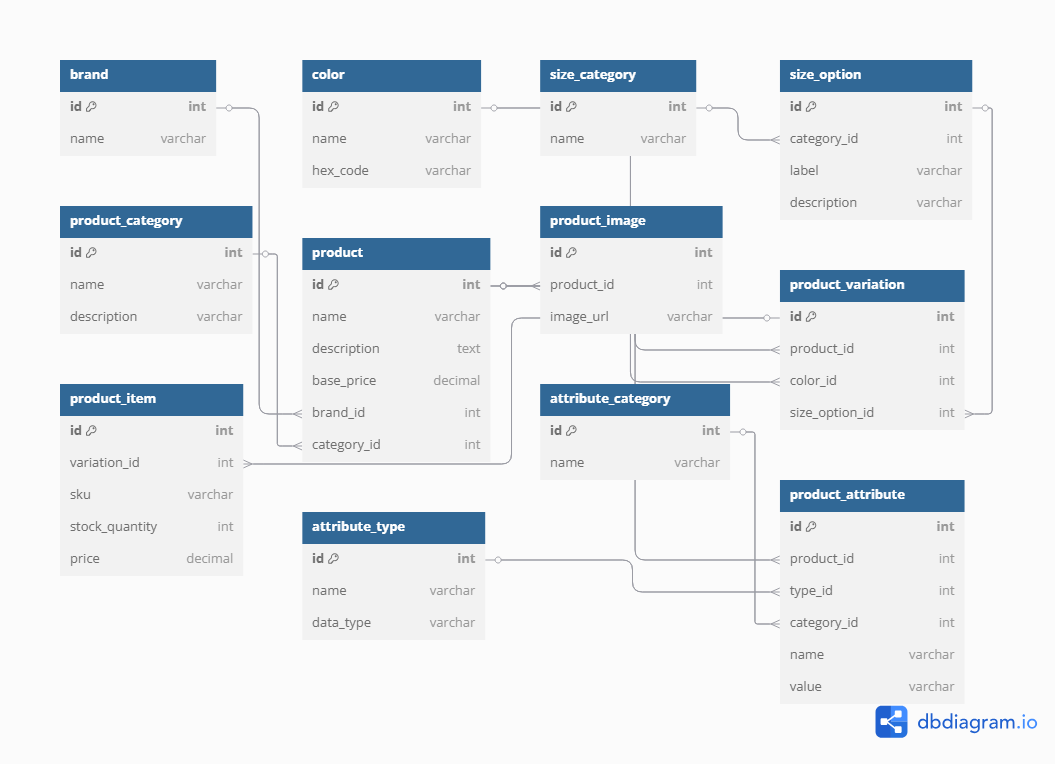 brand
id int
name varchar
color
id int
name varchar
hex_code varchar
size_category
id int
name varchar
size_option
id int
category_id int
label varchar
description varchar
product_category
id int
name varchar
description varchar
product
id int
name varchar
description text
base_price decimal
brand_id int
category_id int
product_image
id int
product_id int
image_url varchar
product_variation
id int
product_id int
color_id int
size_option_id int
product_item
id int
variation_id int
sku varchar
stock_quantity int
price decimal
attribute_category
id int
name varchar
attribute_type
id int
name varchar
data_type varchar
product_attribute
id int
product_id int
type_id int
category_id int
name varchar
value varchar
dbdiagram.io